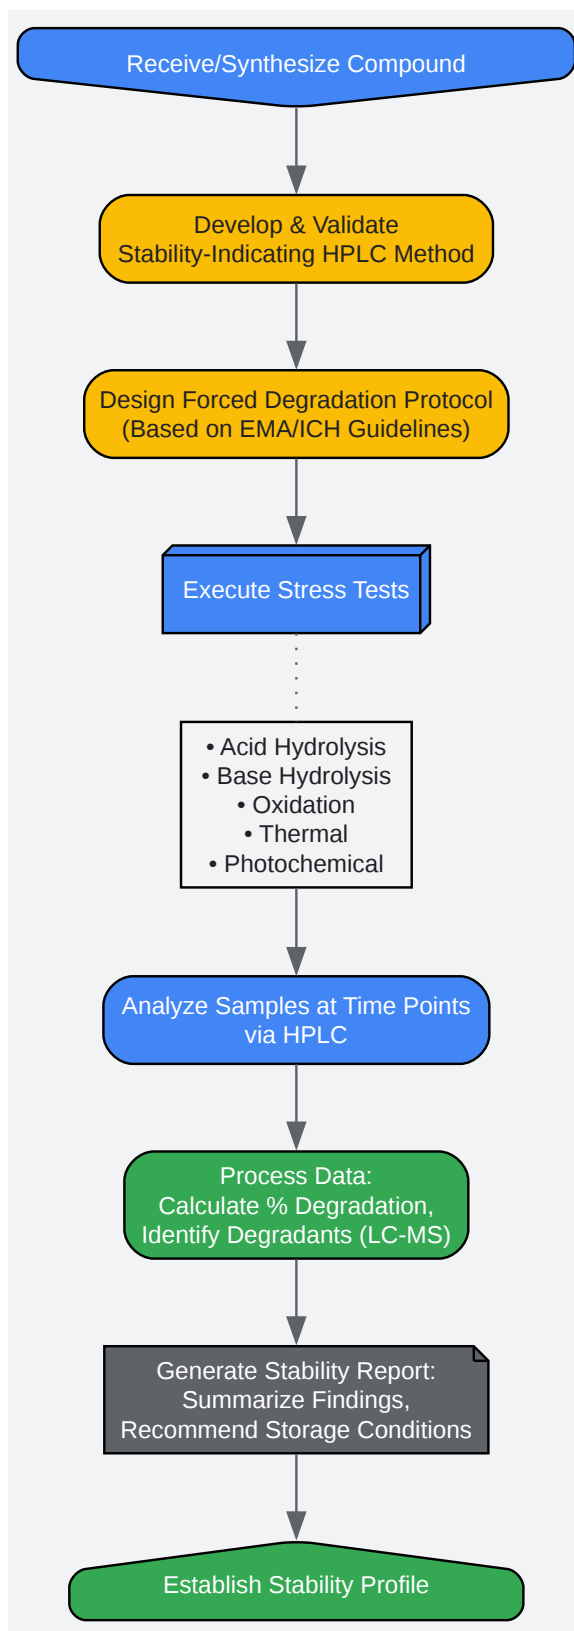 Receive/Synthesize Compound
Develop & Validate
Stability-Indicating HPLC Method
Design Forced Degradation Protocol
(Based on EMA/ICH Guidelines)
Execute Stress Tests
• Acid Hydrolysis
• Base Hydrolysis
• Oxidation
• Thermal
• Photochemical
Analyze Samples at Time Points
via HPLC
Process Data:
Calculate % Degradation,
Identify Degradants (LC-MS)
Generate Stability Report:
Summarize Findings,
Recommend Storage Conditions
Establish Stability Profile